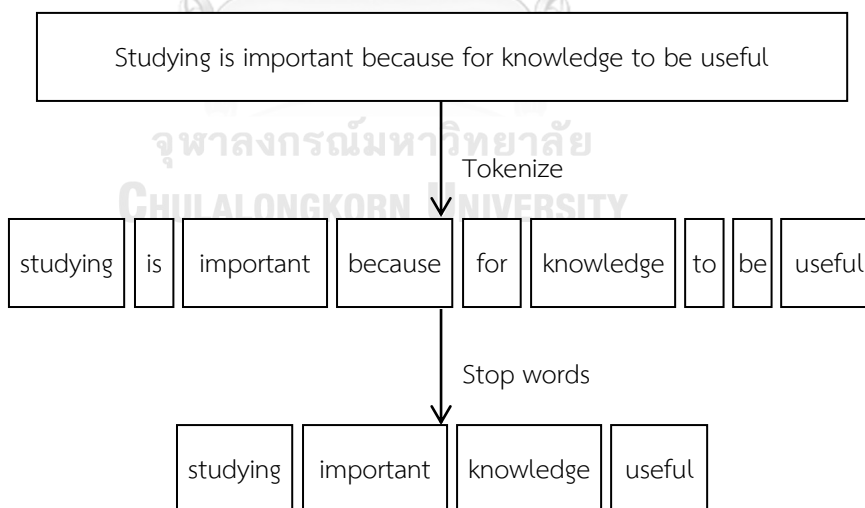 Studying is important because for knowledge to be useful
จุฬาลงกรณ์มหาวิทยาลัย
Tokenize
CHULALONGKORN UNIVERSITY
studying is important because for knowledge to be useful
Stop words
studying important knowledge useful